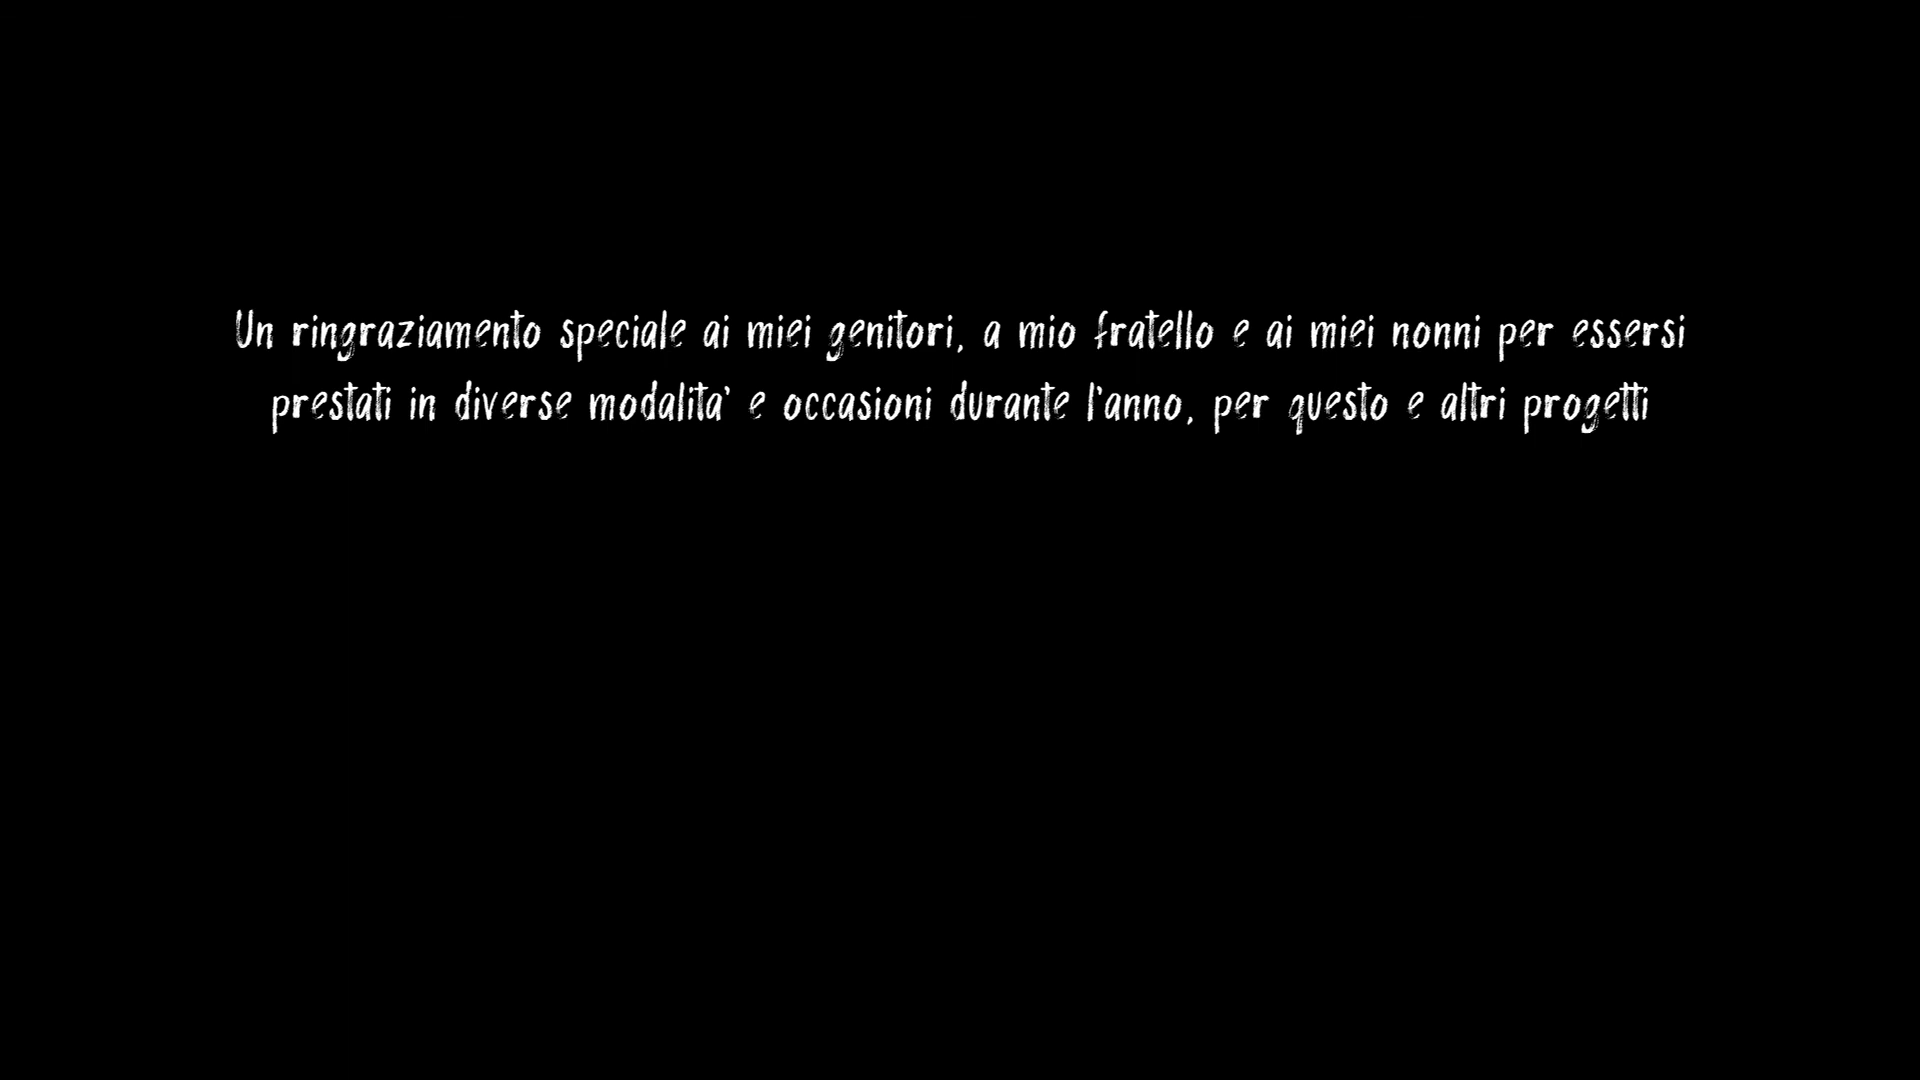 Un ringraziamento speciale ai miei genitori, a mio fratello e ai miei nonni per essersi
prestati in diverse modalita' e occasioni durante l'anno, per questo e altri progetti